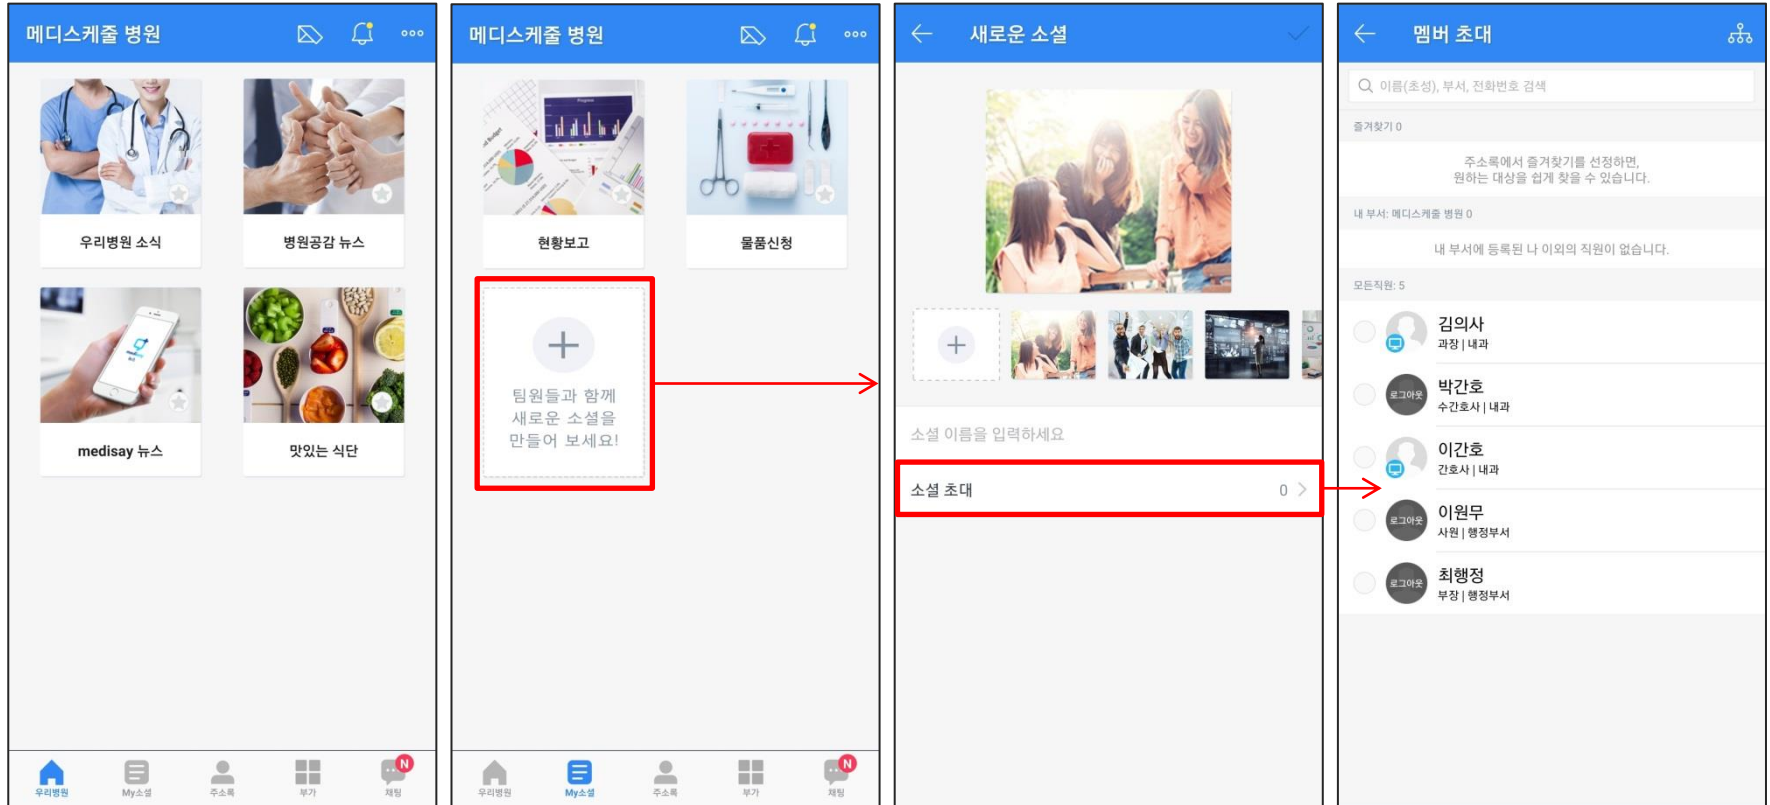 메디스케줄 병원
우리병원 소식
병원공감 뉴스
medisay 뉴스
맛있는 식단
우리병원
My소셜
주소록
부가
채팅
N
메디스케줄 병원
현황보고
물품신청
팀원들과 함께
새로운 소셜을
만들어 보세요!
우리병원
My소셜
주소록
부가
채팅
N
새로운 소셜
소셜 이름을 입력하세요
소셜 초대 0
멤버 초대
이름(초성), 부서, 전화번호 검색
즐겨찾기 0
주소록에서 즐겨찾기를 선정하면,
원하는 대상을 쉽게 찾을 수 있습니다.
내 부서: 메디스케줄 병원 0
내 부서에 등록된 나 이외의 직원이 없습니다.
모든직원: 5
김의사
과장 | 내과
로그아웃
박간호
수간호사 | 내과
이간호
간호사 | 내과
로그아웃
이원무
사원 | 행정부서
로그아웃
최행정
부장 | 행정부서